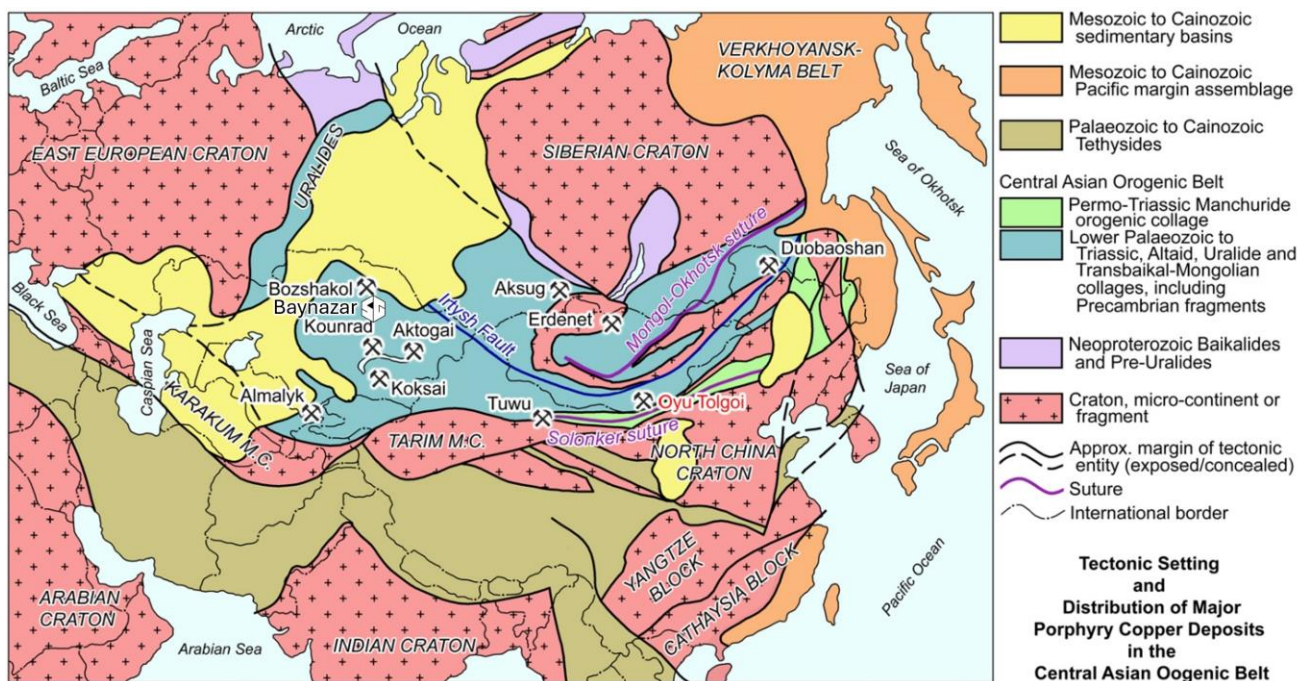 Arctic
Ocean
Baltic Sea
VERKHOYANSK-
KOLYMA BELT
EAST EUROPEAN CRATON
URALIDES
SIBERIAN CRATON
Sea of Okhotsk
Mongol-Okhotsk suture
Duobaoshan
Bozshakol
Baynazar
Kounrad
Aktogai
Koksai
Aksug
Erdenet
Irtysh Fault
Black Sea
Caspian Sea
Almalyk
KARAKUM M.C.
TARIM M.C.
Tuwu
Oyu Tolgoi
Solonker suture
NORTH CHINA
CRATON
Sea of
Japan
YANGTZE
BLOCK
CATHAYSIA BLOCK
Pacific Ocean
ARABIAN
CRATON
Arabian Sea
INDIAN CRATON
Mesozoic to Cainozoic
sedimentary basins
Mesozoic to Cainozoic
Pacific margin assemblage
Palaeozoic to Cainozoic
Tethysides
Central Asian Orogenic Belt
Permo-Triassic Manchuride
orogenic collage
Lower Palaeozoic to
Triassic, Altaid, Uralide and
Transbaikal-Mongolian
collages, including
Precambrian fragments
Neoproterozoic Baikalides
and Pre-Uralides
Craton, micro-continent or
fragment
Approx. margin of tectonic
entity (exposed/concealed)
Suture
International border
Tectonic Setting
and
Distribution of Major
Porphyry Copper Deposits
in the
Central Asian Oogenic Belt